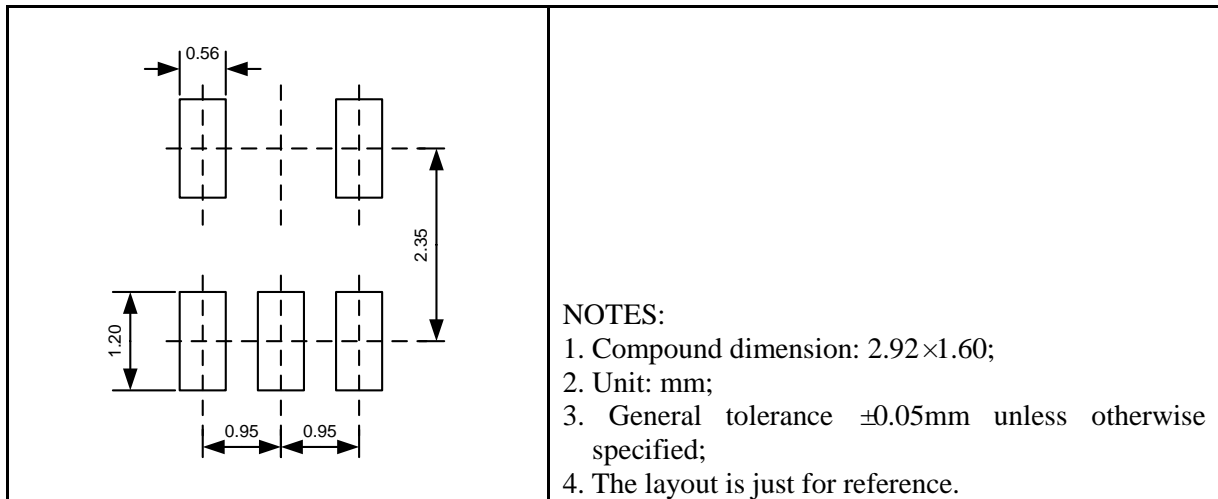 0.56
2.35
1.20
0.95 0.95
NOTES:
1. Compound dimension: 2.92×1.60;
2. Unit: mm;
3. General tolerance ±0.05mm unless otherwise
specified;
4. The layout is just for reference.